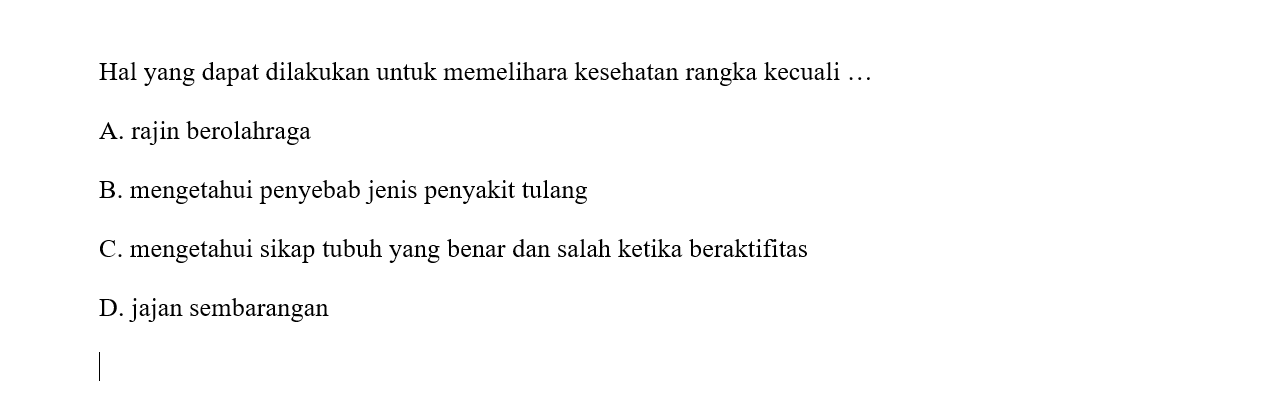 Hal yang dapat dilakukan untuk memelihara kesehatan rangka kecuali …
A. rajin berolahraga
B. mengetahui penyebab jenis penyakit tulang
C. mengetahui sikap tubuh yang benar dan salah ketika beraktifitas
D. jajan sembarangan